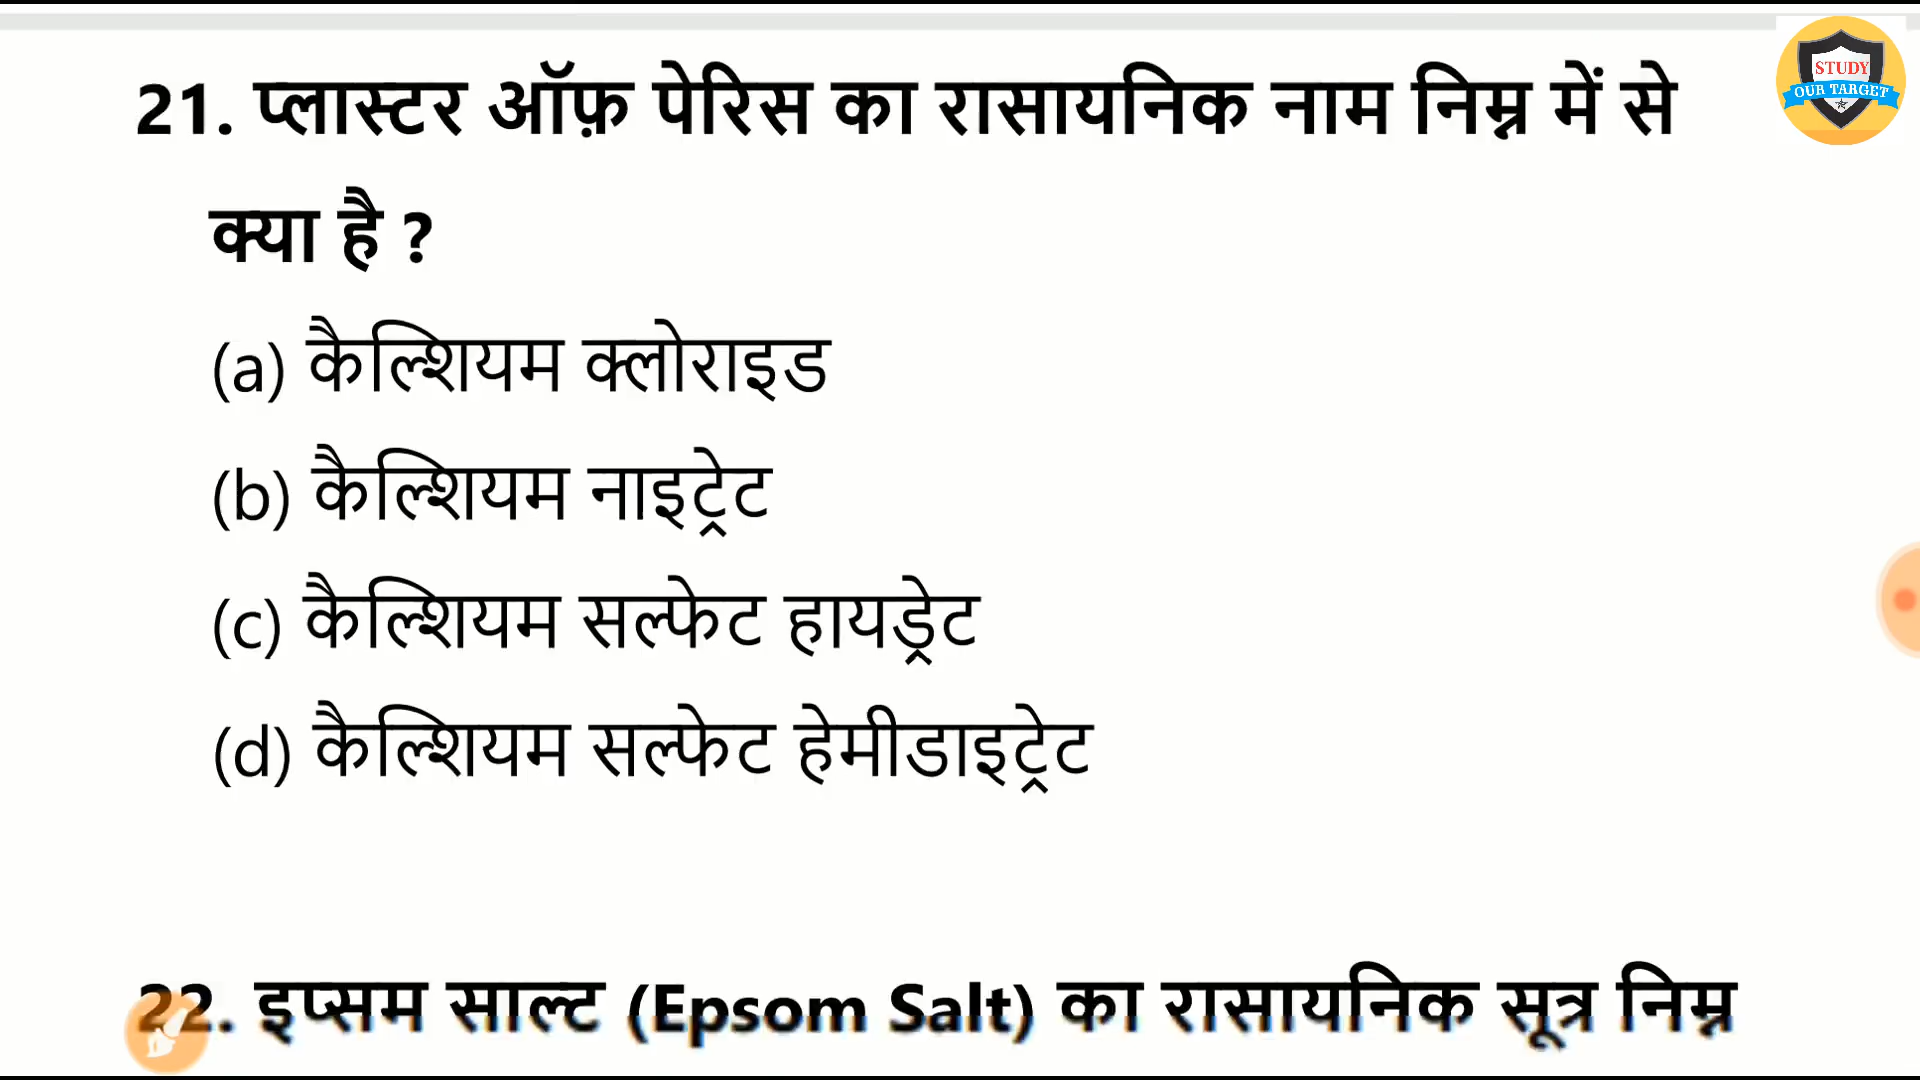 STUDY
OUR TARGET
21. प्लास्टर ऑफ़ पेरिस का रासायनिक नाम निम्न में से
क्या है ?
(a) कैल्शियम क्लोराइड
(b) कैल्शियम नाइट्रेट
(c) कैल्शियम सल्फेट हायड्रेट
(d) कैल्शियम सल्फेट हेमीडाइट्रेट
22. इप्सम साल्ट (Epsom Salt) का रासायनिक सूत्र निम्न